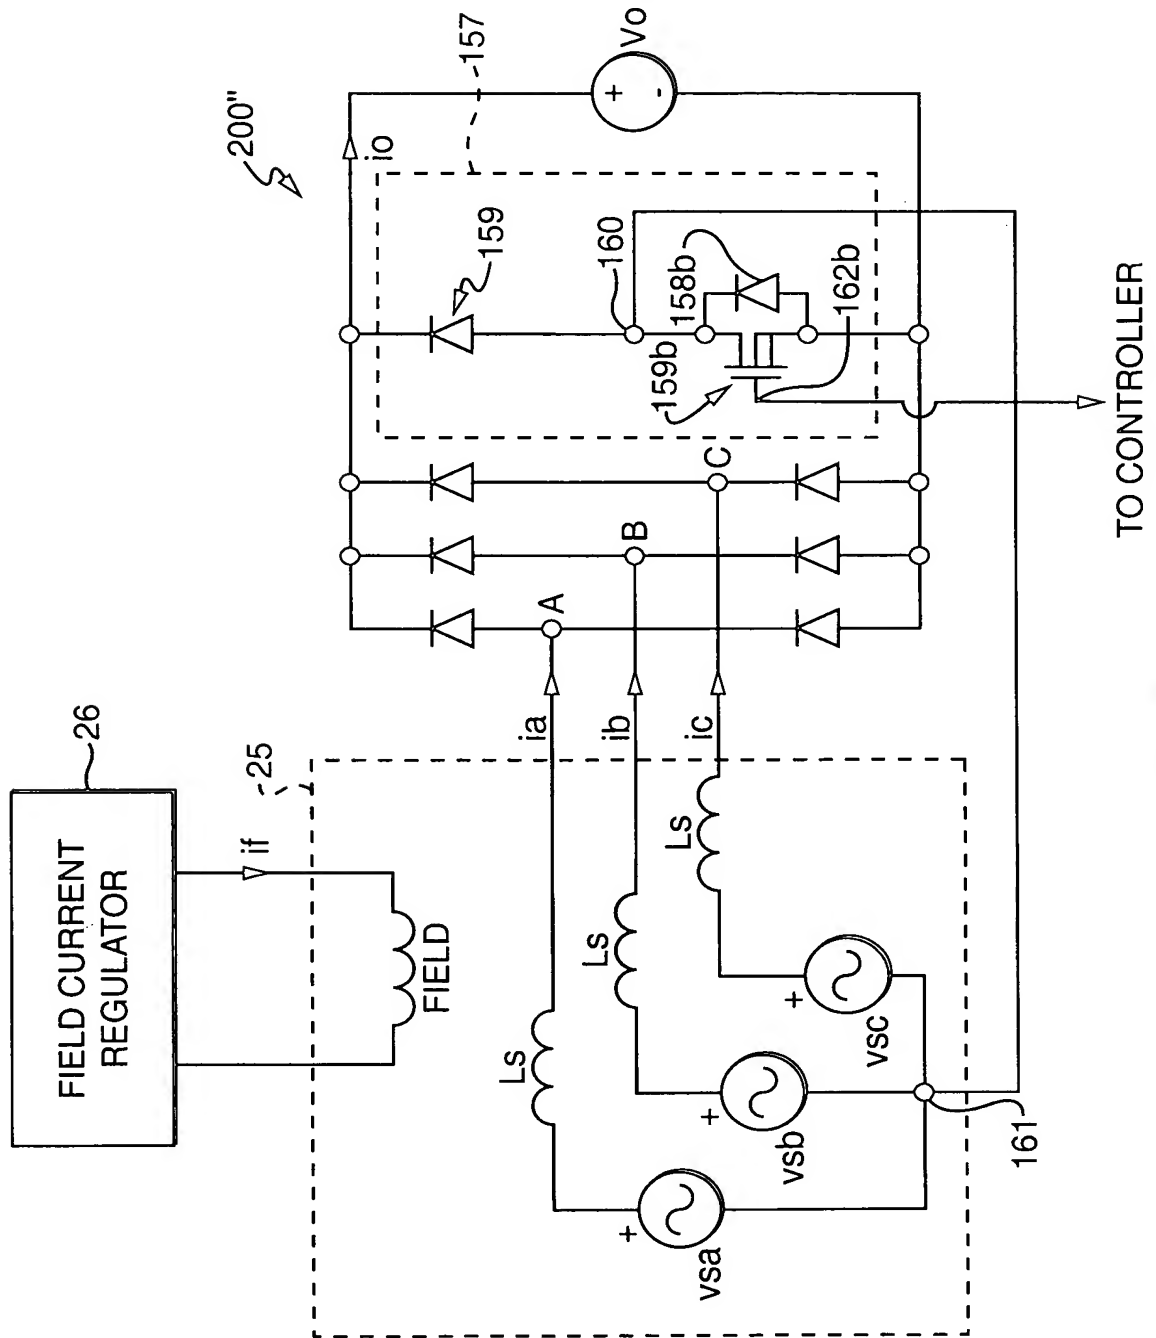 FIELD CURRENT
REGULATOR
26
if
25
FIELD
Ls
Ls
Ls
vsa
vsb
vsc
+
+
+
161
ia
ib
ic
A
B
C
200"
157
io
159
160
158b
159b
162b
Vo
+
-
TO CONTROLLER